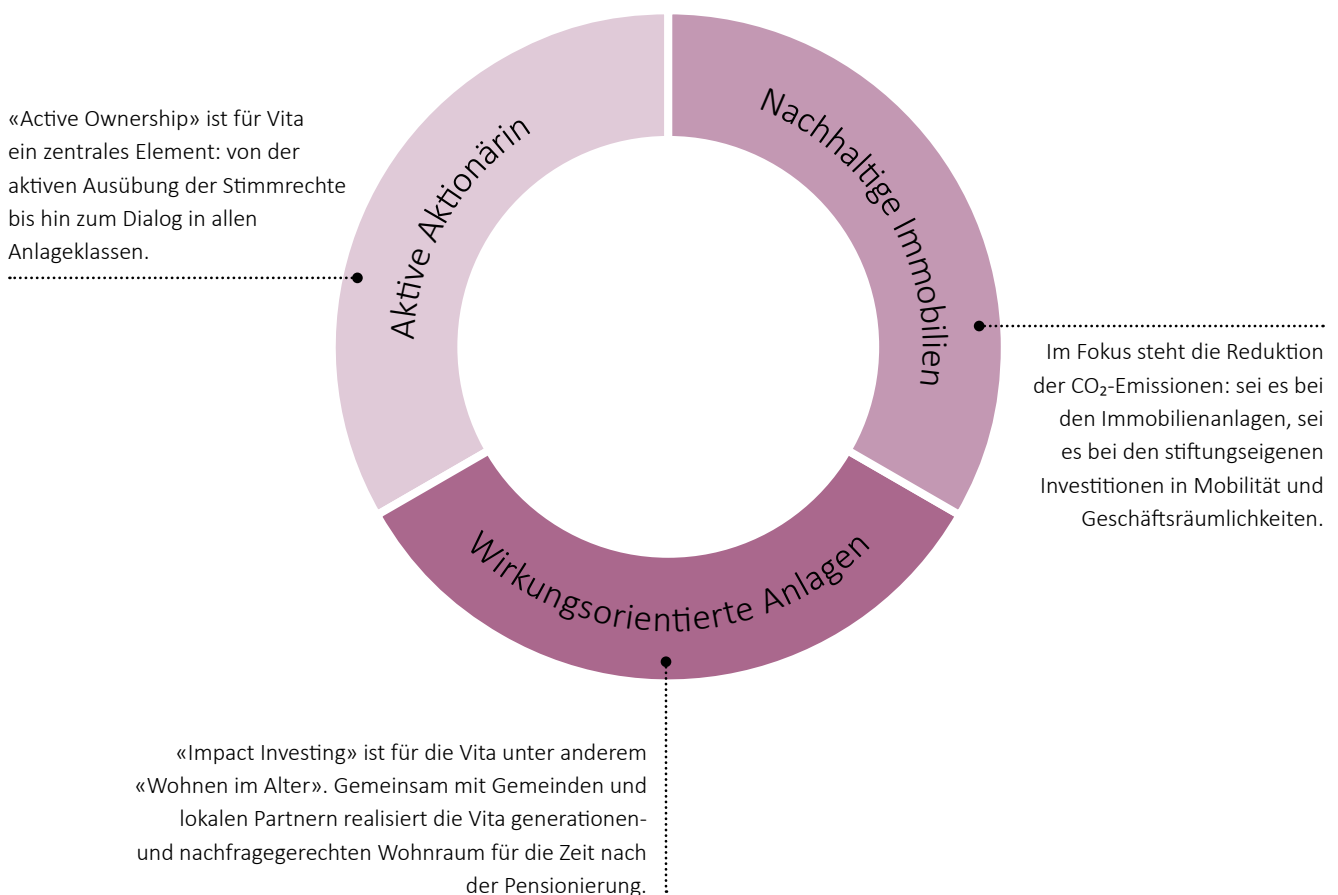 «Active Ownership» ist für Vita
ein zentrales Element: von der
aktiven Ausübung der Stimmrechte
bis hin zum Dialog in allen
Anlageklassen.
Aktive Aktionärin
Nachhaltige Immobilien
Im Fokus steht die Reduktion
der CO₂-Emissionen: sei es bei
den Immobilienanlagen, sei
es bei den stiftungseigenen
Investitionen in Mobilität und
Geschäftsräumlichkeiten.
Wirkungsorientierte Anlagen
«Impact Investing» ist für die Vita unter anderem
«Wohnen im Alter». Gemeinsam mit Gemeinden und
lokalen Partnern realisiert die Vita generationen-
und nachfragegerechten Wohnraum für die Zeit nach
der Pensionierung.